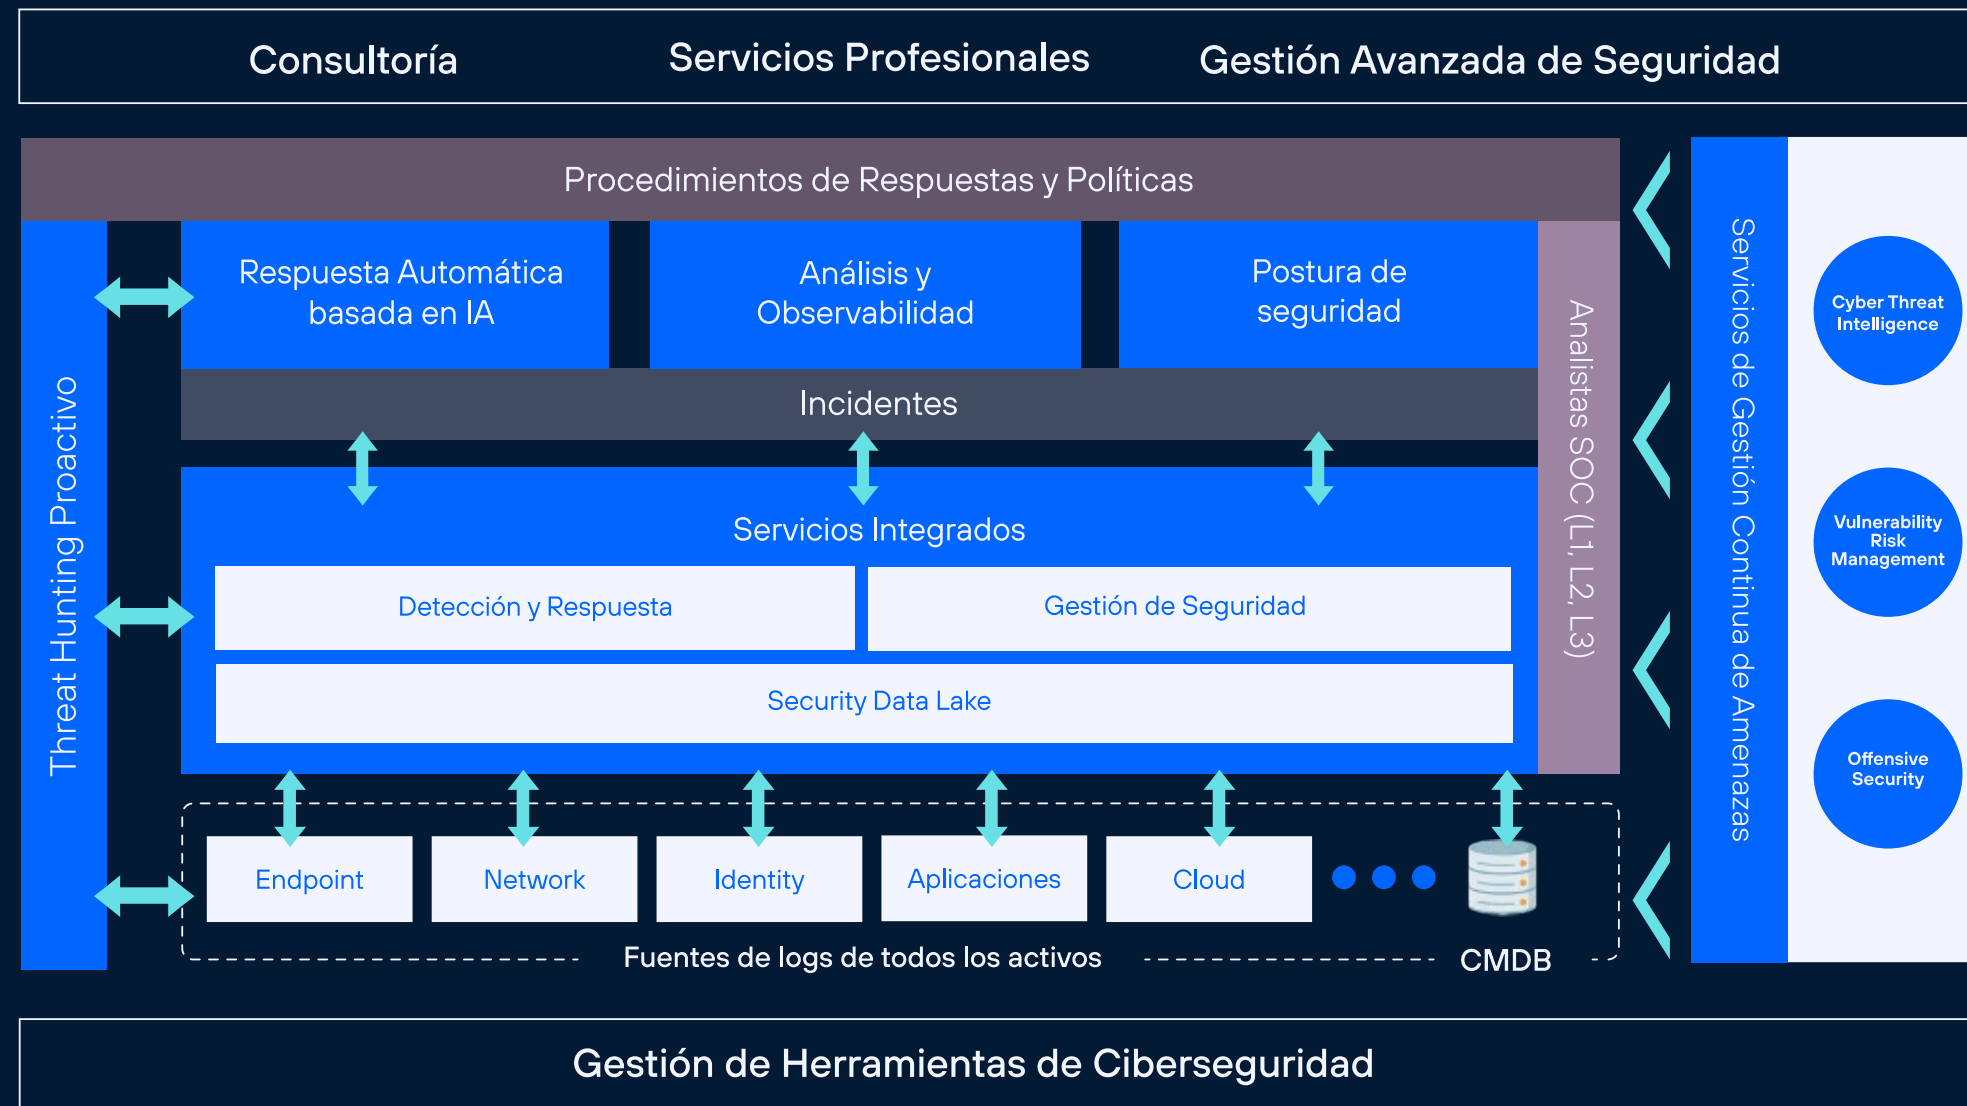 Consultoría
Servicios Profesionales
Gestión Avanzada de Seguridad
Procedimientos de Respuestas y Políticas
Threat Hunting Proactivo
Respuesta Automática
basada en IA
Análisis y
Observabilidad
Postura de
seguridad
Incidentes
Servicios Integrados
Detección y Respuesta
Gestión de Seguridad
Security Data Lake
Analistas SOC (L1, L2, L3)
Servicios de Gestión Continua de Amenazas
Cyber Threat
Intelligence
Vulnerability
Risk
Management
Offensive
Security
Endpoint
Network
Identity
Aplicaciones
Cloud
Fuentes de logs de todos los activos
CMDB
Gestión de Herramientas de Ciberseguridad